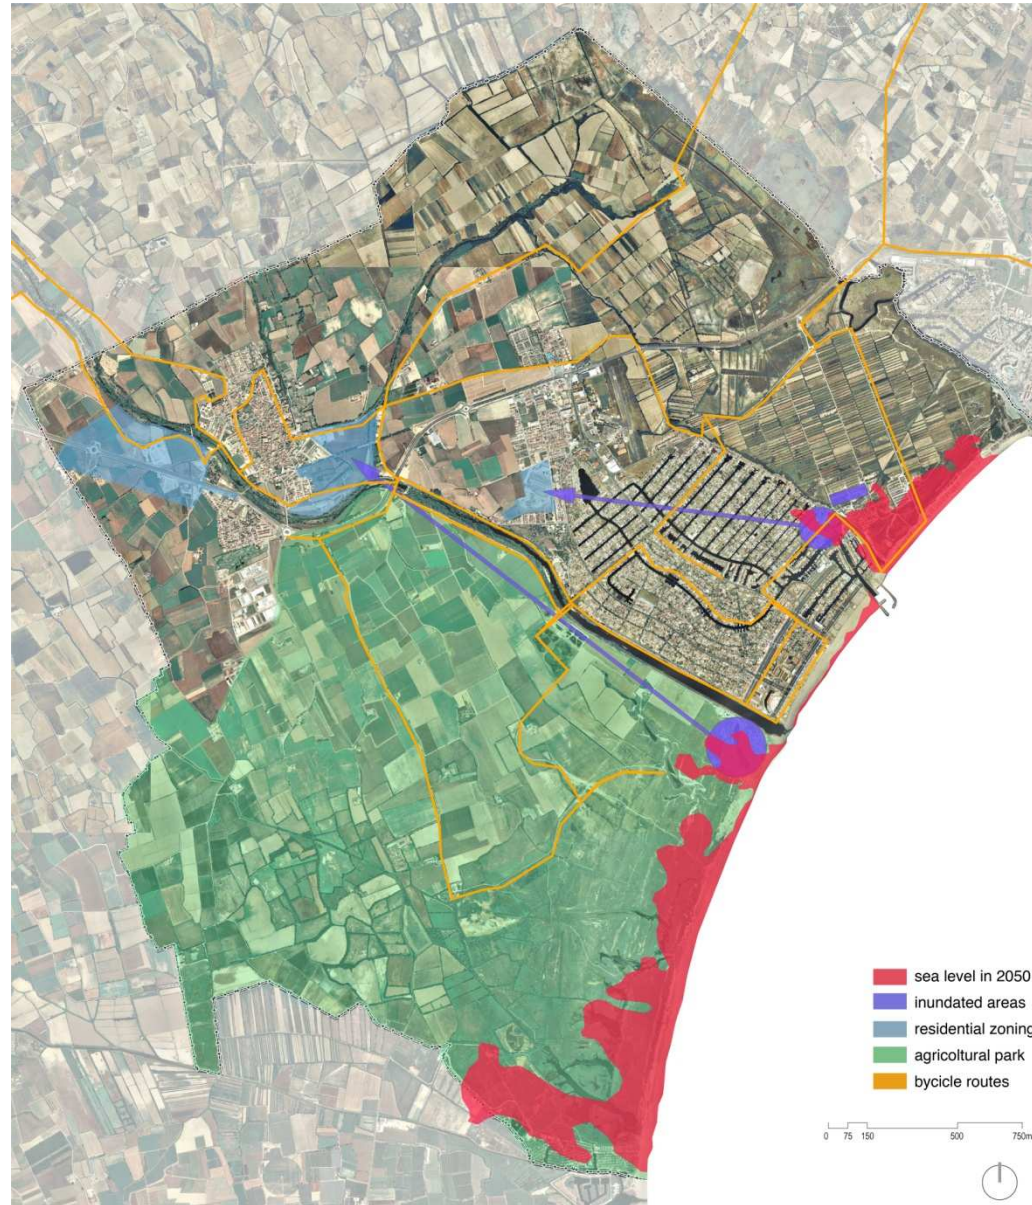 sea level in 2050
inundated areas
residential zoning
agricoltural park
bycicle routes
0 75 150 500 750m